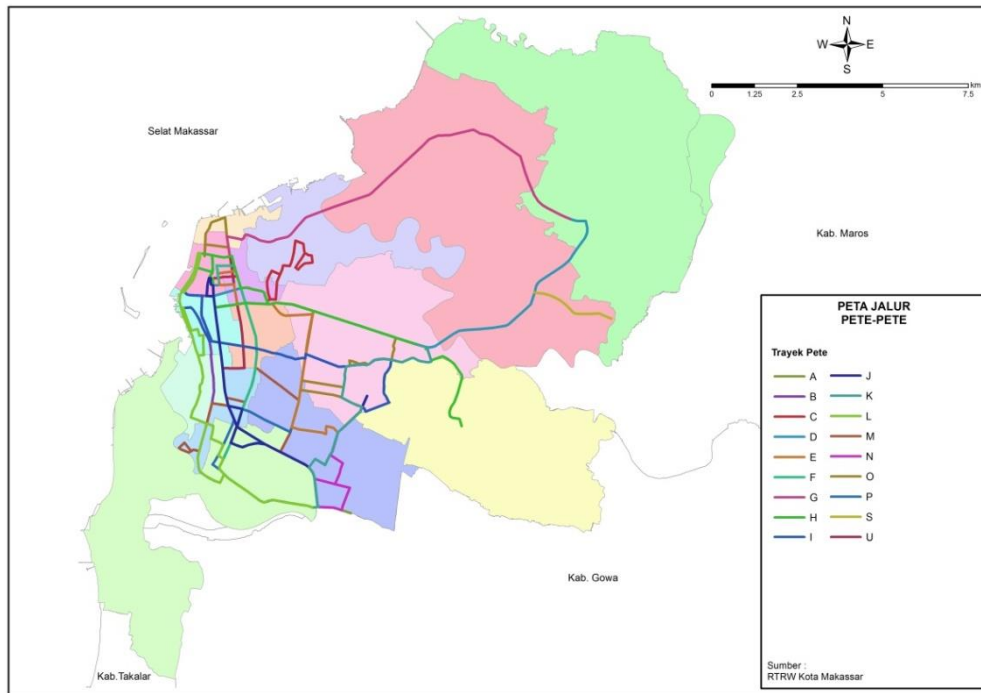 N
W E
S
km
0 1.25 2.5 5 7.5
Selat Makassar
Kab. Maros
Kab. Gowa
Kab.Takalar
PETA JALUR
PETE-PETE
Trayek Pete
A J
B K
C L
D M
E N
F O
G P
H S
I U
Sumber :
RTRW Kota Makassar